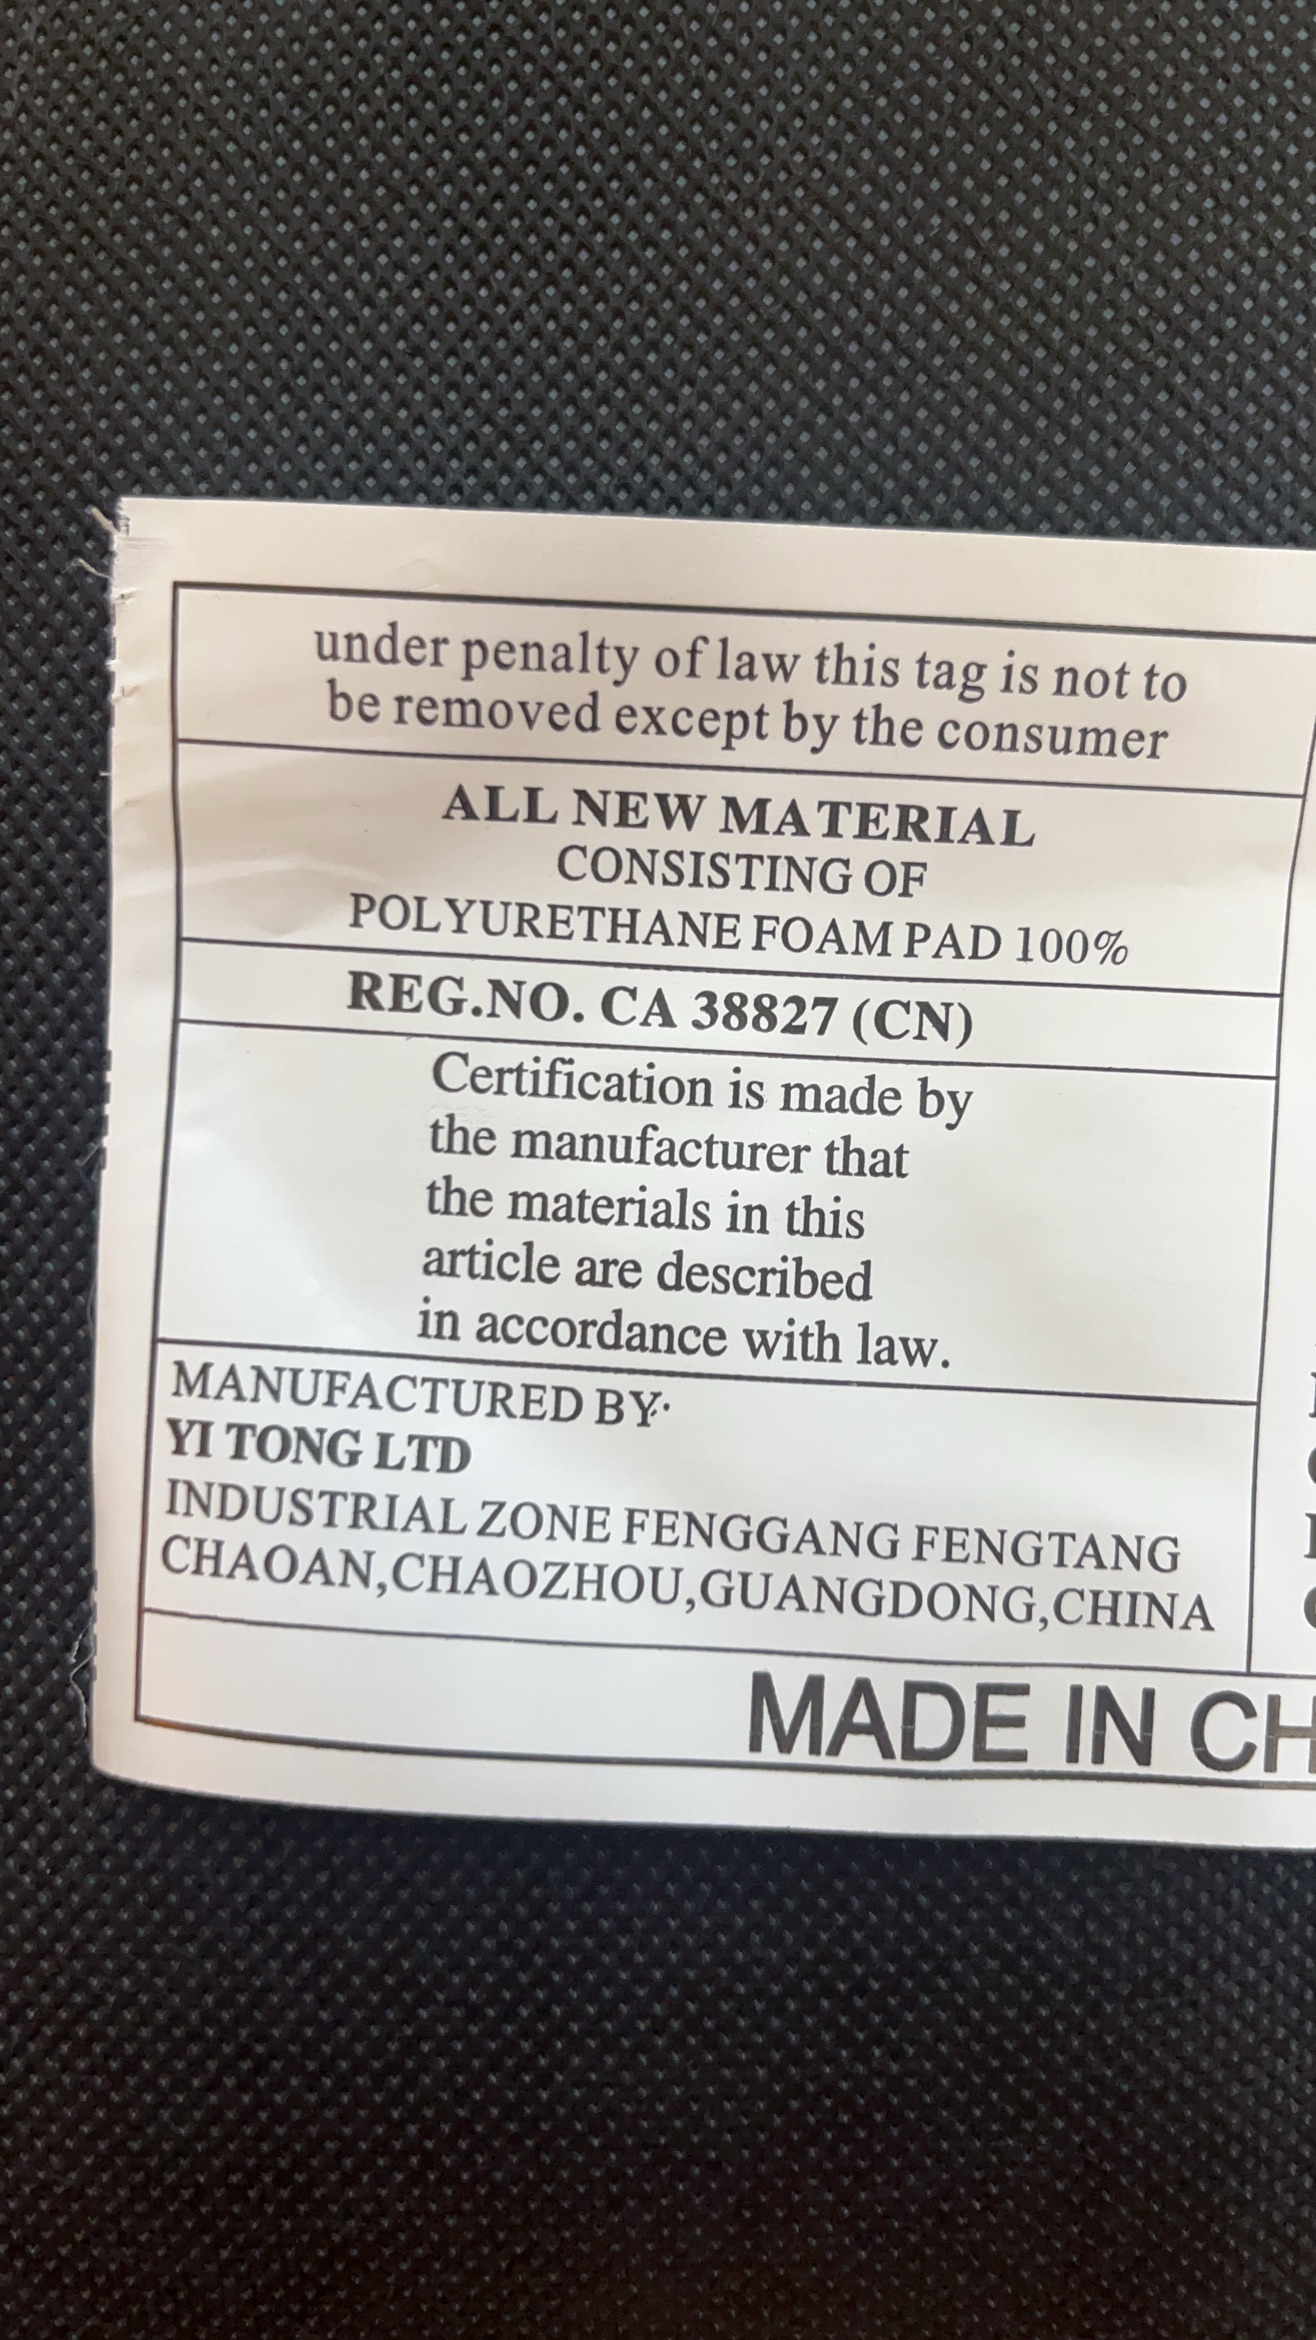 under penalty of law this tag is not to
be removed except by the consumer
ALL NEW MATERIAL
CONSISTING OF
POLYURETHANE FOAM PAD 100%
REG.NO. CA 38827 (CN)
Certification is made by
the manufacturer that
the materials in this
article are described
in accordance with law.
MANUFACTURED BY:
YI TONG LTD
INDUSTRIAL ZONE FENGGANG FENGTANG
CHAOAN,CHAOZHOU,GUANGDONG,CHINA
MADE IN CH